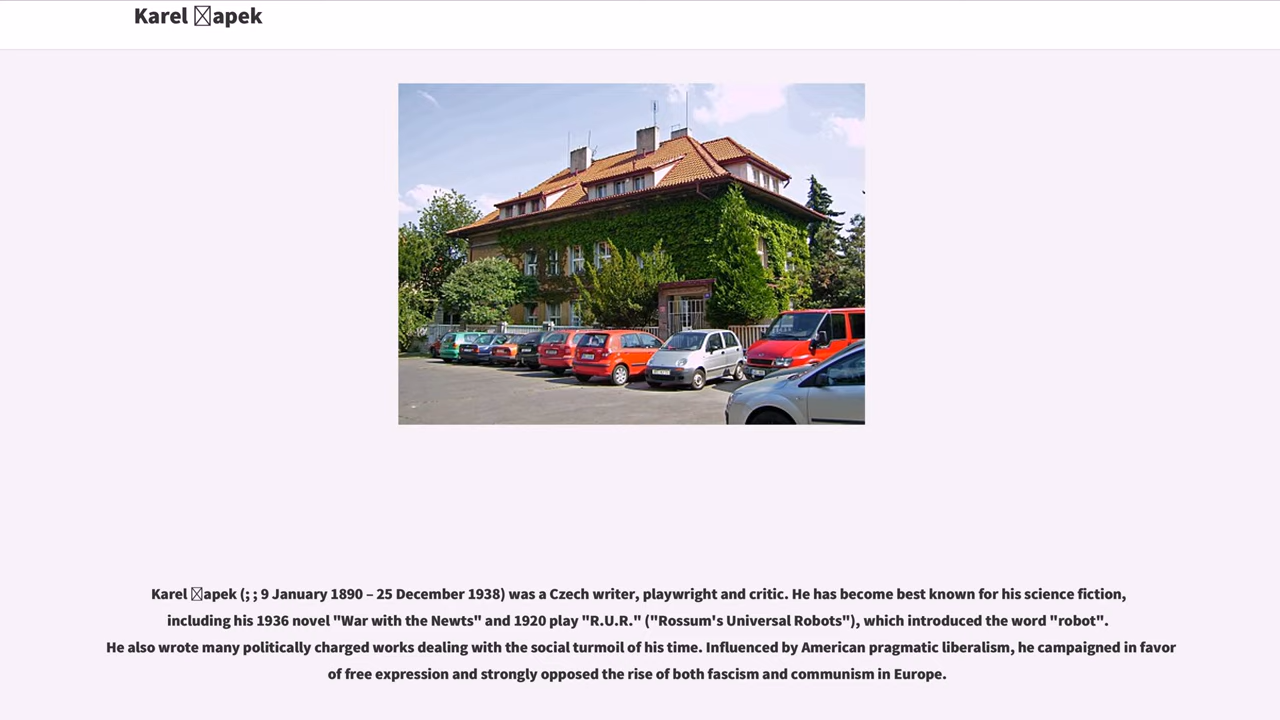 Karel ☒apek
Karel ☒apek (; ; 9 January 1890 – 25 December 1938) was a Czech writer, playwright and critic. He has become best known for his science fiction,
including his 1936 novel "War with the Newts" and 1920 play "R.U.R." ("Rossum's Universal Robots"), which introduced the word "robot".
He also wrote many politically charged works dealing with the social turmoil of his time. Influenced by American pragmatic liberalism, he campaigned in favor
of free expression and strongly opposed the rise of both fascism and communism in Europe.